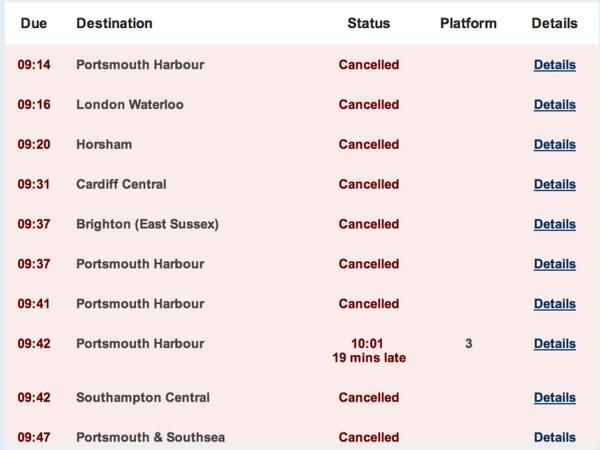 Due Destination Status Platform Details
09:14 Portsmouth Harbour Cancelled Details
09:16 London Waterloo Cancelled Details
09:20 Horsham Cancelled Details
09:31 Cardiff Central Cancelled Details
09:37 Brighton (East Sussex) Cancelled Details
09:37 Portsmouth Harbour Cancelled Details
09:41 Portsmouth Harbour Cancelled Details
09:42 Portsmouth Harbour 10:01 3 Details
19 mins late
09:42 Southampton Central Cancelled Details
09:47 Portsmouth & Southsea Cancelled Details